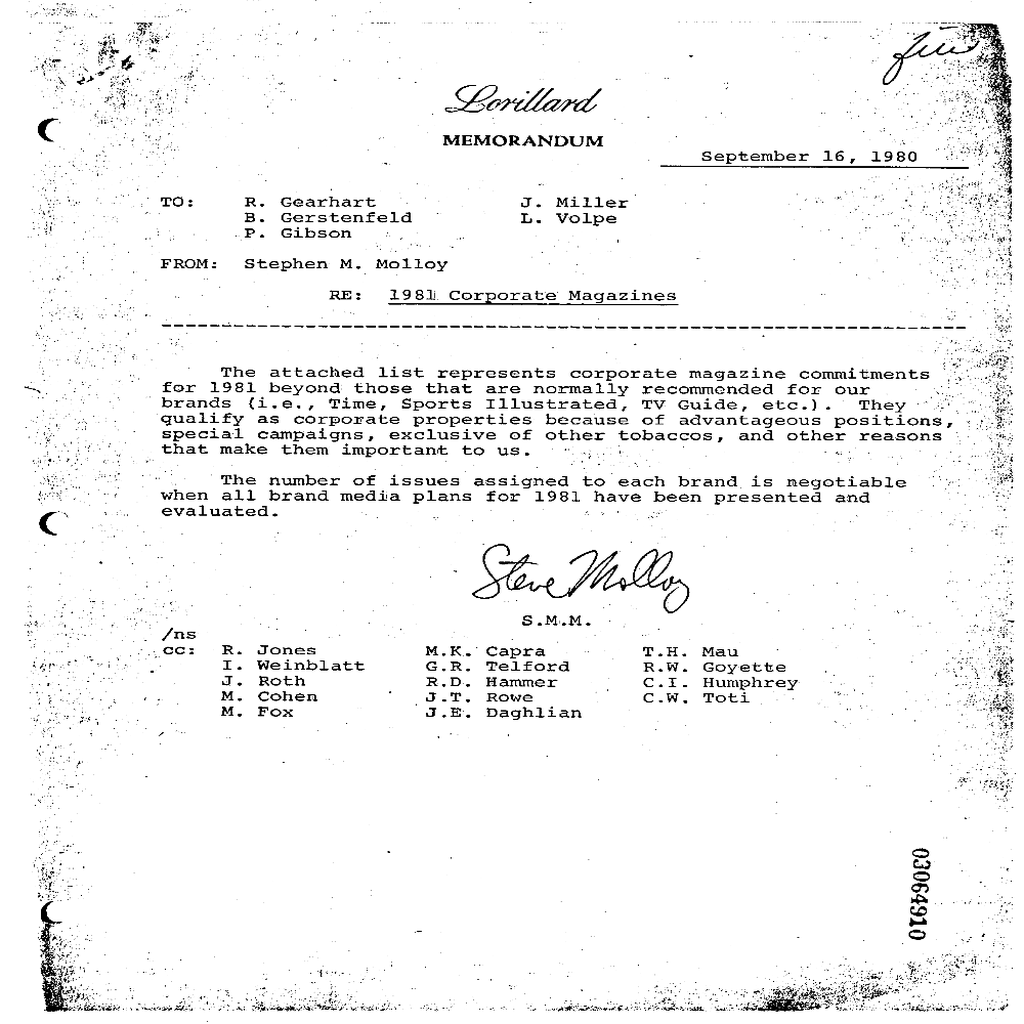 Lorillard
MEMORANDUM
September 16, 1980
TO: R. Gearhart J. Miller
B. Gerstenfeld L. Volpe
P. Gibson
FROM: Stephen M. Molloy
RE: 1981 Corporate Magazines
The attached list represents corporate magazine commitments
for 1981 beyond those that are normally recommended for our
brands (i.e., Time, Sports Illustrated, TV Guide, etc.). They
qualify as corporate properties because of advantageous positions,
special campaigns, exclusive of other tobaccos, and other reasons
that make them important to us.
The number of issues assigned to each brand is negotiable
when all brand media plans for 1981 have been presented and
evaluated.
Steve Molloy
S.M.M.
/ns
cc: R. Jones M.K. Capra T.H. Mau
I. Weinblatt G.R. Telford R.W. Goyette
J. Roth R.D. Hammer C.I. Humphrey
M. Cohen J.T. Rowe C.W. Toti
M. Fox J.E. Daghlian
03064910